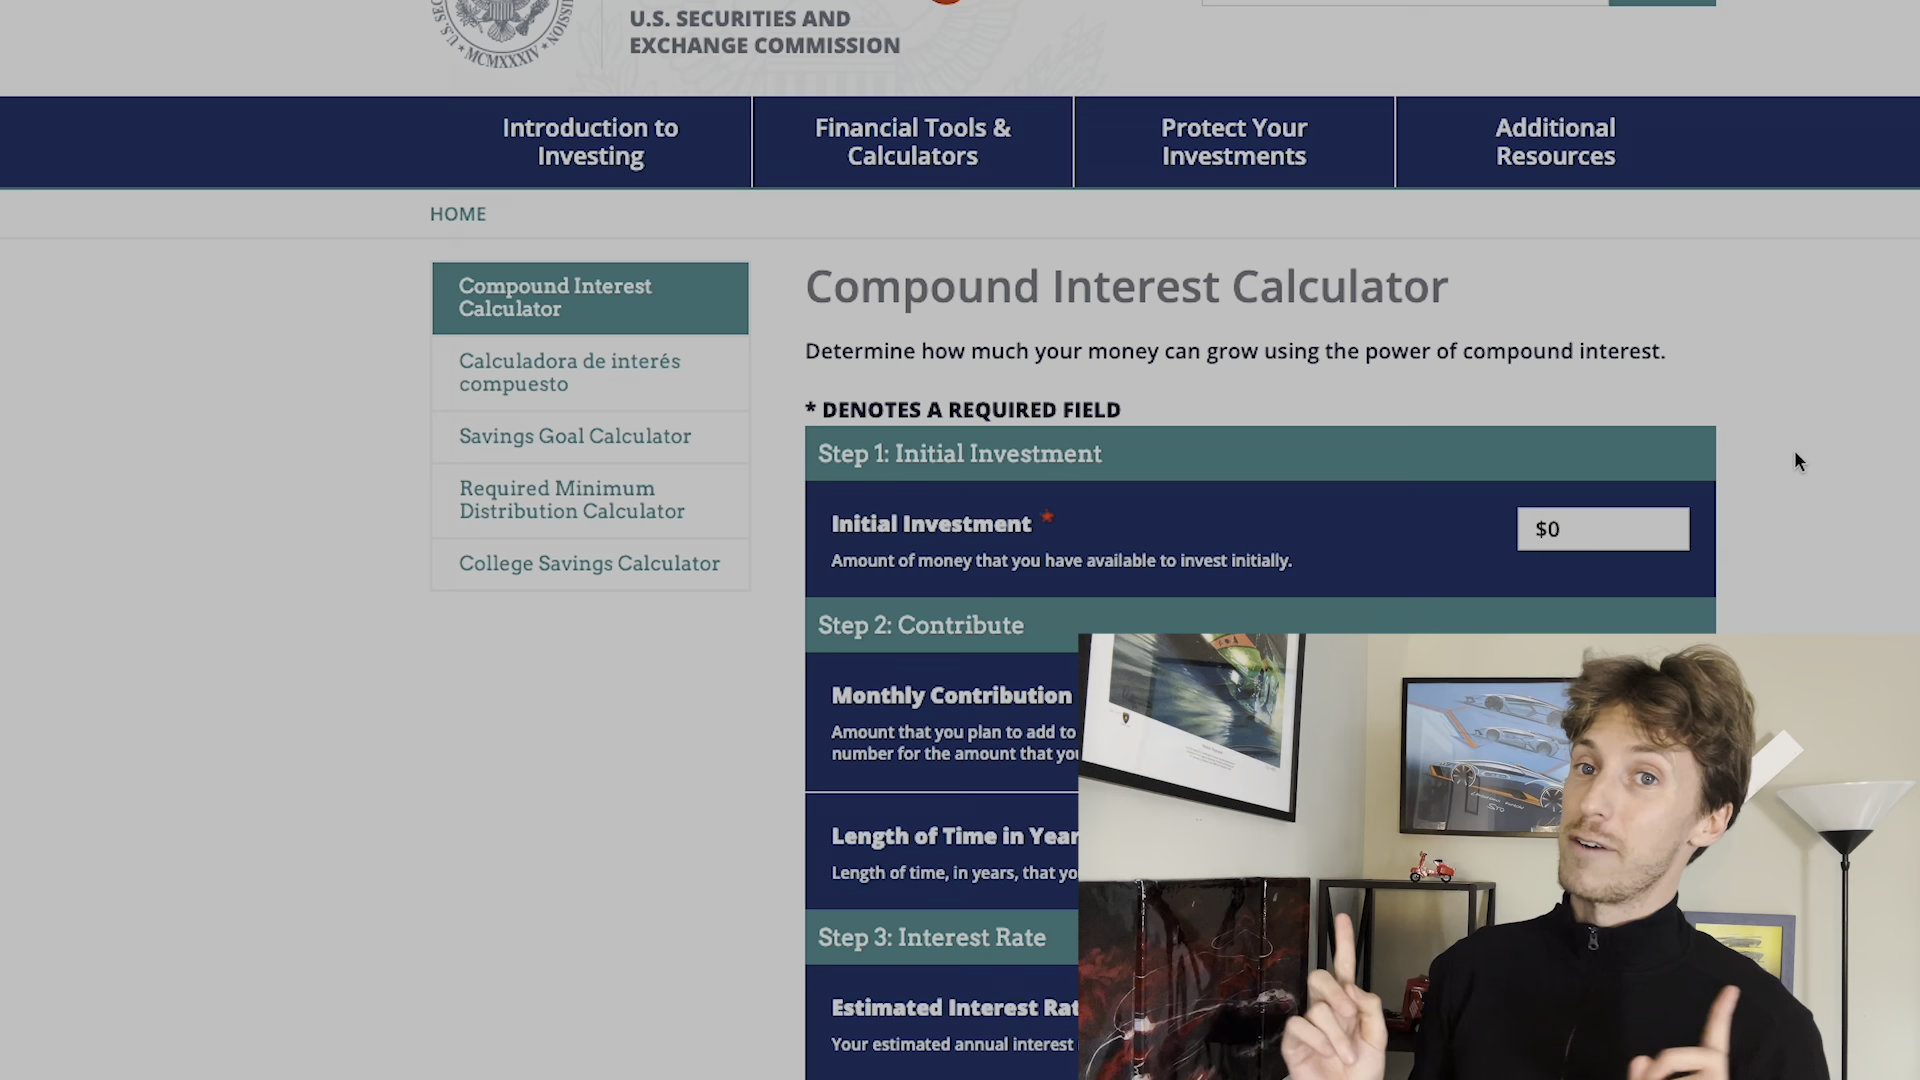 MCMXXXIV
U.S. SECURITIES AND
EXCHANGE COMMISSION
Introduction to
Investing
Financial Tools &
Calculators
Protect Your
Investments
Additional
Resources
HOME
Compound Interest
Calculator
Calculadora de interés
compuesto
Savings Goal Calculator
Required Minimum
Distribution Calculator
College Savings Calculator
Compound Interest Calculator
Determine how much your money can grow using the power of compound interest.
* DENOTES A REQUIRED FIELD
Step 1: Initial Investment
Initial Investment *
$0
Amount of money that you have available to invest initially.
Step 2: Contribute
Monthly Contribution
Amount that you plan to add to
number for the amount that you
Length of Time in Year
Length of time, in years, that yo
Step 3: Interest Rate
Estimated Interest Rat
Your estimated annual interest
STO